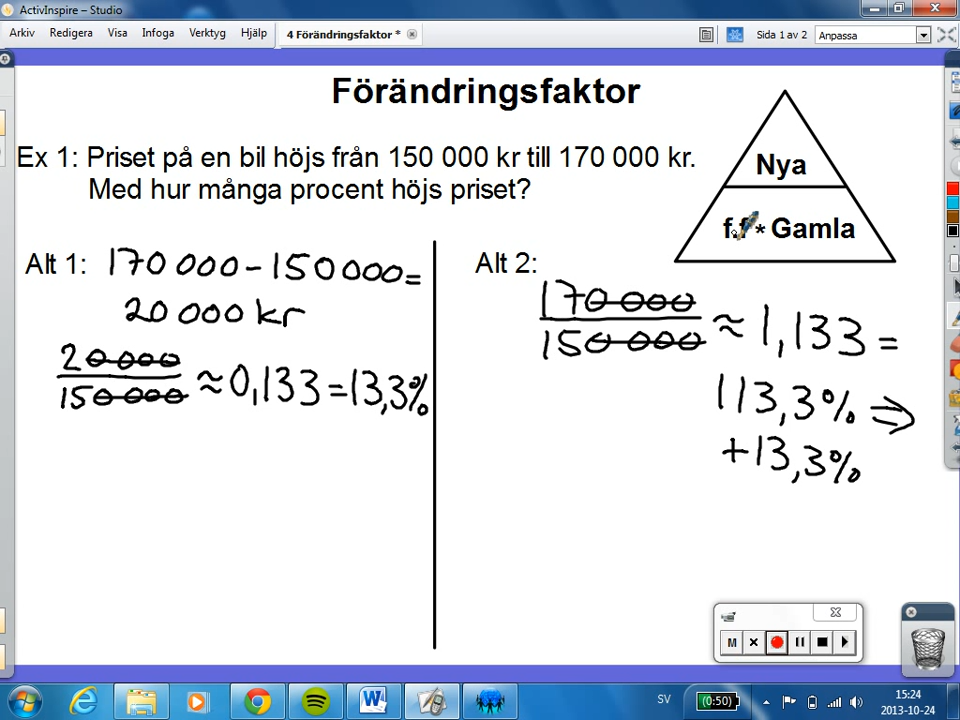 ActivInspire – Studio
Arkiv Redigera Visa Infoga Verktyg Hjälp 4 Förändringsfaktor * Sida 1 av 2 Anpassa
Förändringsfaktor
Ex 1: Priset på en bil höjs från 150 000 kr till 170 000 kr.
Med hur många procent höjs priset?
Nya
f.f * Gamla
Alt 1: 170 000 – 150 000 =
20 000 kr
20 000
150 000
≈ 0,133 = 13,3%
Alt 2:
170 000
150 000
≈ 1,133 =
113,3% ⇒
+13,3%
M
SV (0:50) 15:24
2013-10-24